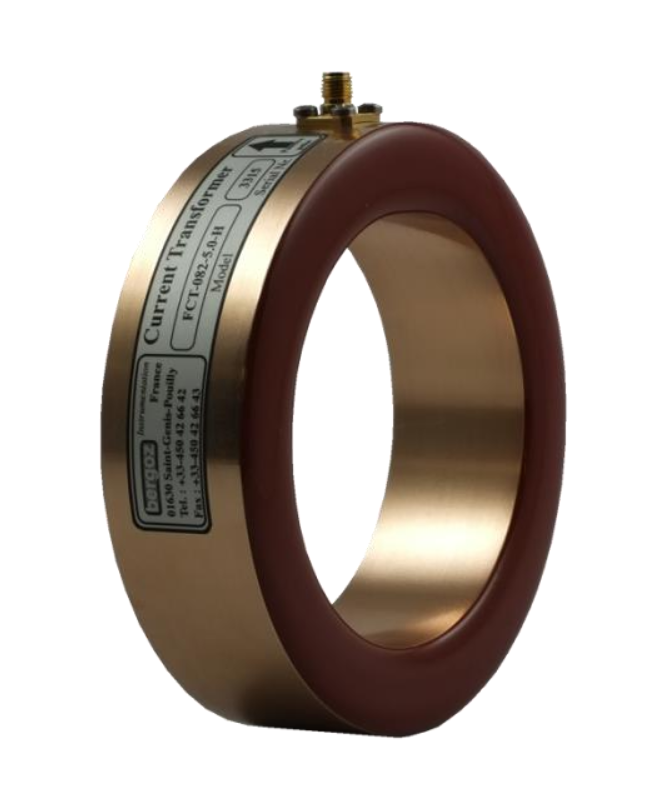 Current Transformer
FCT-082-5.0-H
Model
3315
Serial Nr.
bergoz
Instrumentation
France
01630 Saint-Genis-Pouilly
Tel. : +33-450 42 66 42
Fax : +33-450 42 66 43